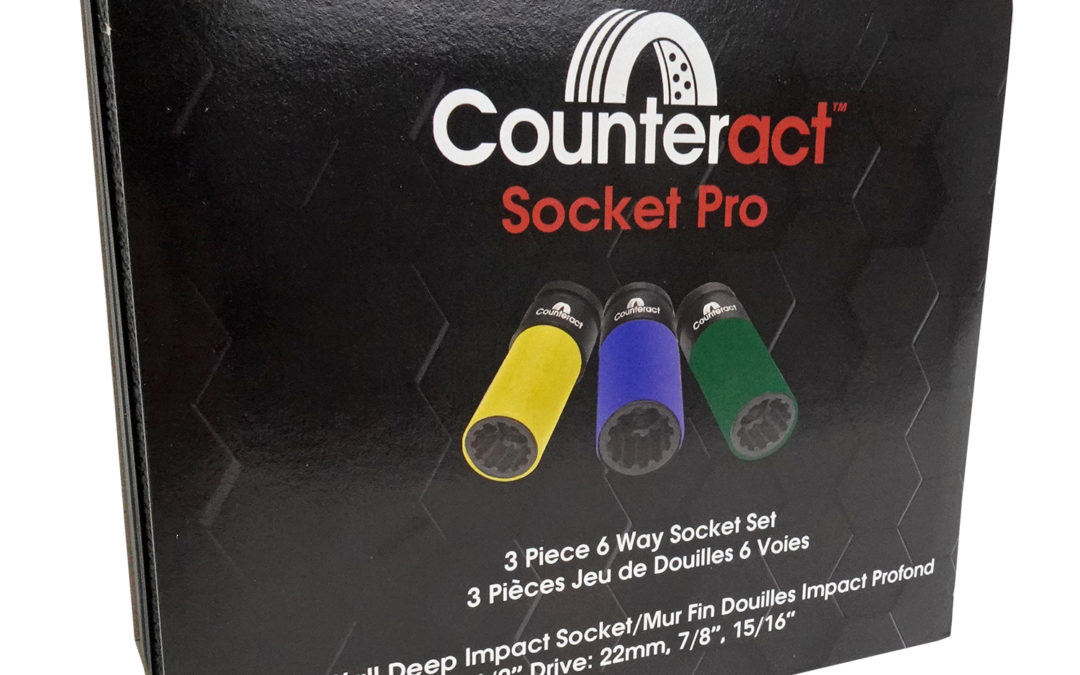 Counteract™
Socket Pro
Counteract
Counteract
Counteract
3 Piece 6 Way Socket Set
3 Pièces Jeu de Douilles 6 Voies
Deep Impact Socket/Mur Fin Douilles Impact Profond
Drive: 22mm, 7/8”, 15/16”